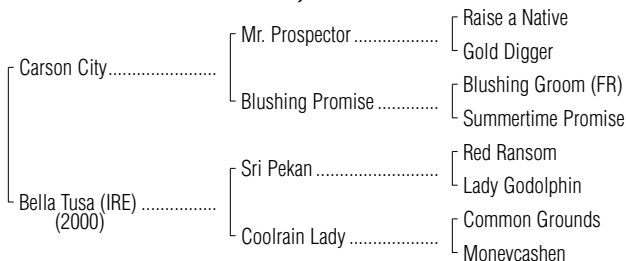 Raise a Native
Mr. Prospector ..................
Gold Digger
Carson City.......................
Blushing Groom (FR)
Blushing Promise .............
Summertime Promise
Red Ransom
Sri Pekan ..........................
Lady Godolphin
Bella Tusa (IRE) ................
(2000)
Common Grounds
Coolrain Lady ...................
Moneycashen